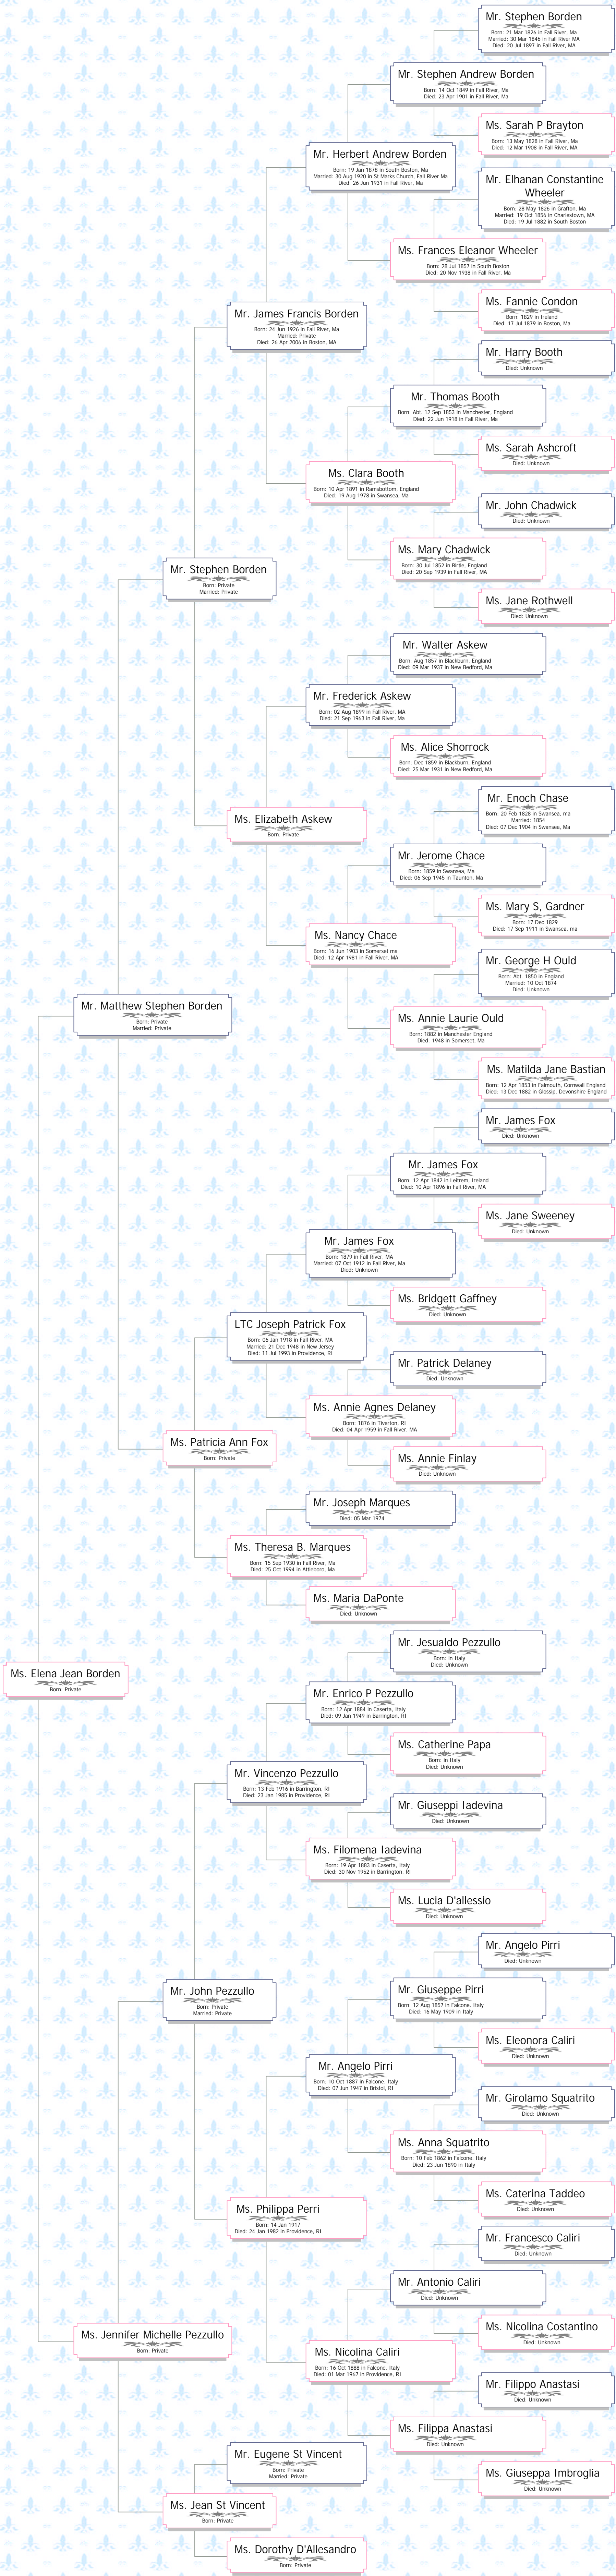 Mr. Stephen Borden
Born: 21 Mar 1826 in Fall River, Ma
Married: 30 Mar 1846 in Fall River MA
Died: 20 Jul 1897 in Fall River, MA
Mr. Stephen Andrew Borden
Born: 14 Oct 1849 in Fall River, Ma
Died: 23 Apr 1901 in Fall River, Ma
Ms. Sarah P Brayton
Born: 13 May 1828 in Fall River, MA
Died: 12 Mar 1908 in Fall River, MA
Mr. Herbert Andrew Borden
Born: 19 Jan 1878 in South Boston, Ma
Married: 30 Aug 1920 in St Marks Church, Fall River Ma
Died: 26 Jun 1931 in Fall River, Ma
Mr. Elhanan Constantine
Wheeler
Born: 28 May 1826 in Grafton, Ma
Married: 19 Oct 1856 in Charlestown, MA
Died: 19 Jul 1882 in South Boston
Ms. Frances Eleanor Wheeler
Born: 28 Jul 1857 in South Boston
Died: 20 Nov 1938 in Fall River, Ma
Ms. Fannie Condon
Born: 1829 in Ireland
Died: 17 Jul 1879 in Boston, Ma
Mr. James Francis Borden
Born: 24 Jun 1926 in Fall River, Ma
Married: Private
Died: 26 Apr 2006 in Boston, MA
Mr. Harry Booth
Died: Unknown
Mr. Thomas Booth
Born: Abt. 12 Sep 1853 in Manchester, England
Died: 22 Jun 1918 in Fall River, Ma
Ms. Sarah Ashcroft
Died: Unknown
Ms. Clara Booth
Born: 10 Apr 1891 in Ramsbottom, England
Died: 19 Aug 1978 in Swansea, Ma
Mr. John Chadwick
Died: Unknown
Ms. Mary Chadwick
Born: 30 Jul 1852 in Birtle, England
Died: 20 Sep 1939 in Fall River, MA
Ms. Jane Rothwell
Died: Unknown
Mr. Stephen Borden
Born: Private
Married: Private
Mr. Walter Askew
Born: Aug 1857 in Blackburn, England
Died: 09 Mar 1937 in New Bedford, Ma
Mr. Frederick Askew
Born: 02 Aug 1899 in Fall River, MA
Died: 21 Sep 1963 in Fall River, Ma
Ms. Alice Shorrock
Born: Dec 1859 in Blackburn, England
Died: 25 Mar 1931 in New Bedford, Ma
Ms. Elizabeth Askew
Born: Private
Mr. Enoch Chase
Born: 20 Feb 1828 in Swansea, ma
Married: 1854
Died: 07 Dec 1904 in Swansea, Ma
Mr. Jerome Chace
Born: 1859 in Swansea, Ma
Died: 06 Sep 1945 in Taunton, Ma
Ms. Mary S, Gardner
Born: 17 Dec 1829
Died: 17 Sep 1911 in Swansea, ma
Ms. Nancy Chace
Born: 16 Jun 1903 in Somerset ma
Died: 12 Apr 1981 in Fall River, MA
Mr. George H Ould
Born: Abt. 1850 in England
Married: 10 Oct 1874
Died: Unknown
Ms. Annie Laurie Ould
Born: 1882 in Manchester England
Died: 1948 in Somerset, Ma
Ms. Matilda Jane Bastian
Born: 12 Apr 1853 in Falmouth, Cornwall England
Died: 13 Dec 1882 in Glossip, Devonshire England
Mr. Matthew Stephen Borden
Born: Private
Married: Private
Mr. James Fox
Died: Unknown
Mr. James Fox
Born: 12 Apr 1842 in Leitrem, Ireland
Died: 10 Apr 1896 in Fall River, MA
Ms. Jane Sweeney
Died: Unknown
Mr. James Fox
Born: 1879 in Fall River, MA
Married: 07 Oct 1912 in Fall River, Ma
Died: Unknown
Ms. Bridgett Gaffney
Died: Unknown
LTC Joseph Patrick Fox
Born: 06 Jan 1918 in Fall River, MA
Married: 21 Dec 1948 in New Jersey
Died: 11 Jul 1993 in Providence, RI
Mr. Patrick Delaney
Died: Unknown
Ms. Annie Agnes Delaney
Born: 1876 in Tiverton, RI
Died: 04 Apr 1959 in Fall River, MA
Ms. Annie Finlay
Died: Unknown
Ms. Patricia Ann Fox
Born: Private
Mr. Joseph Marques
Died: 05 Mar 1974
Ms. Theresa B. Marques
Born: 15 Sep 1930 in Fall River, Ma
Died: 25 Oct 1994 in Attleboro, Ma
Ms. Maria DaPonte
Died: Unknown
Ms. Elena Jean Borden
Born: Private
Mr. Jesualdo Pezzullo
Born: in Italy
Died: Unknown
Mr. Enrico P Pezzullo
Born: 12 Apr 1884 in Caserta, Italy
Died: 09 Jan 1949 in Barrington, RI
Ms. Catherine Papa
Born: in Italy
Died: Unknown
Mr. Vincenzo Pezzullo
Born: 13 Feb 1916 in Barrington, RI
Died: 23 Jan 1985 in Providence, RI
Mr. Giuseppi Iadevina
Died: Unknown
Ms. Filomena Iadevina
Born: 19 Apr 1883 in Caserta, Italy
Died: 30 Nov 1952 in Barrington, RI
Ms. Lucia D'allessio
Died: Unknown
Mr. John Pezzullo
Born: Private
Married: Private
Mr. Angelo Pirri
Died: Unknown
Mr. Giuseppe Pirri
Born: 12 Aug 1857 in Falcone, Italy
Died: 16 May 1909 in Italy
Ms. Eleonora Caliri
Died: Unknown
Mr. Angelo Pirri
Born: 10 Oct 1887 in Falcone, Italy
Died: 07 Jun 1947 in Bristol, RI
Mr. Girolamo Squatrito
Died: Unknown
Ms. Anna Squatrito
Born: 10 Feb 1862 in Falcone, Italy
Died: 23 Jun 1890 in Italy
Ms. Caterina Taddeo
Died: Unknown
Ms. Philippa Perri
Born: 14 Jan 1917
Died: 24 Jan 1982 in Providence, RI
Mr. Francesco Caliri
Died: Unknown
Mr. Antonio Caliri
Died: Unknown
Ms. Nicolina Costantino
Died: Unknown
Ms. Nicolina Caliri
Born: 16 Oct 1888 in Falcone, Italy
Died: 01 Mar 1967 in Providence, RI
Mr. Filippo Anastasi
Died: Unknown
Ms. Filippa Anastasi
Died: Unknown
Ms. Giuseppa Imbroglia
Died: Unknown
Ms. Jennifer Michelle Pezzullo
Born: Private
Mr. Eugene St Vincent
Born: Private
Married: Private
Ms. Jean St Vincent
Born: Private
Ms. Dorothy D'Allesandro
Born: Private